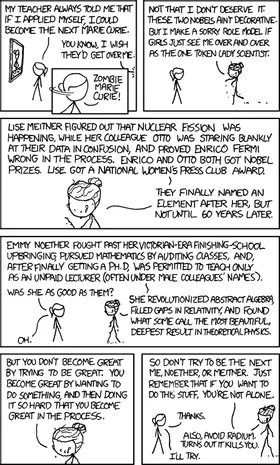 MY TEACHER ALWAYS TOLD ME THAT
IF I APPLIED MYSELF, I COULD
BECOME THE NEXT MARIE CURIE.
YOU KNOW, I WISH
THEY'D GET OVER ME.
ZOMBIE
MARIE
CURIE!
NOT THAT I DON'T DESERVE IT.
THESE TWO NOBELS AIN'T DECORATIVE.
BUT I MAKE A SORRY ROLE MODEL IF
GIRLS JUST SEE ME OVER AND OVER
AS THE ONE TOKEN LADY SCIENTIST.
LISE MEITNER FIGURED OUT THAT NUCLEAR FISSION WAS
HAPPENING, WHILE HER COLLEAGUE OTTO WAS STARING BLANKLY
AT THEIR DATA IN CONFUSION, AND PROVED ENRICO FERMI
WRONG IN THE PROCESS. ENRICO AND OTTO BOTH GOT NOBEL
PRIZES. LISE GOT A NATIONAL WOMEN'S PRESS CLUB AWARD.
THEY FINALLY NAMED AN
ELEMENT AFTER HER, BUT
NOT UNTIL 60 YEARS LATER.
EMMY NOETHER FOUGHT PAST HER VICTORIAN-ERA FINISHING-SCHOOL
UPBRINGING, PURSUED MATHEMATICS BY AUDITING CLASSES, AND,
AFTER FINALLY GETTING A PH.D, WAS PERMITTED TO TEACH ONLY
AS AN UNPAID LECTURER (OFTEN UNDER MALE COLLEAGUES' NAMES).
WAS SHE AS GOOD AS THEM?
SHE REVOLUTIONIZED ABSTRACT ALGEBRA,
FILLED GAPS IN RELATIVITY, AND FOUND
WHAT SOME CALL THE MOST BEAUTIFUL,
DEEPEST RESULT IN THEORETICAL PHYSICS.
OH.
BUT YOU DON'T BECOME GREAT
BY TRYING TO BE GREAT. YOU
BECOME GREAT BY WANTING TO
DO SOMETHING, AND THEN DOING
IT SO HARD THAT YOU BECOME
GREAT IN THE PROCESS.
SO DON'T TRY TO BE THE NEXT
ME, NOETHER, OR MEITNER. JUST
REMEMBER THAT IF YOU WANT TO
DO THIS STUFF, YOU'RE NOT ALONE.
THANKS.
ALSO, AVOID RADIUM.
TURNS OUT IT KILLS YOU.
I'LL TRY.